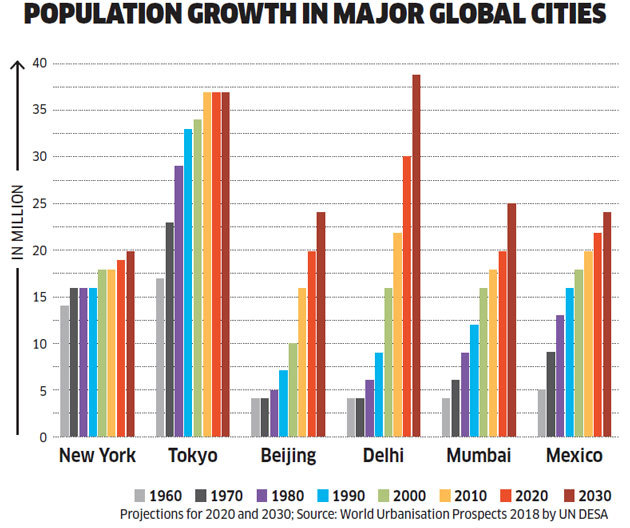 POPULATION GROWTH IN MAJOR GLOBAL CITIES
IN MILLION
40
35
30
25
20
15
10
5
0
New York Tokyo Beijing Delhi Mumbai Mexico
1960 1970 1980 1990 2000 2010 2020 2030
Projections for 2020 and 2030; Source: World Urbanisation Prospects 2018 by UN DESA